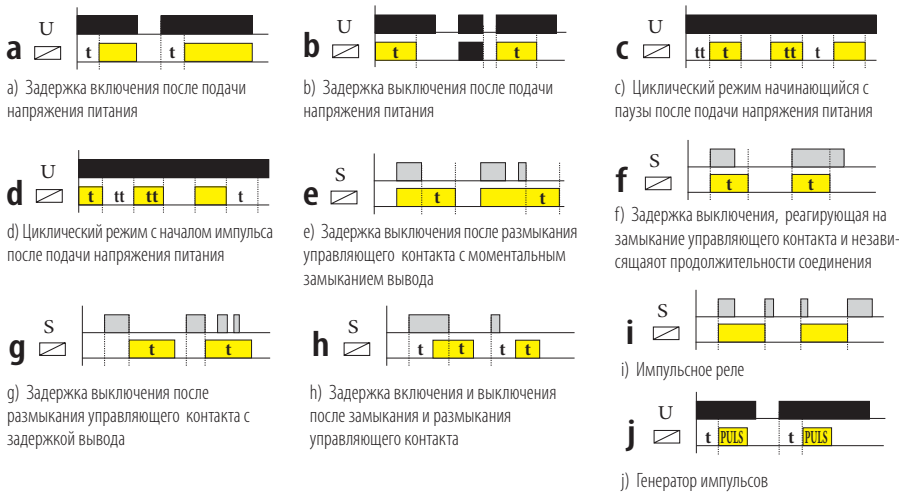 U
a
t
t
a) Задержка включения после подачи
напряжения питания
U
b
t
t
b) Задержка выключения после подачи
напряжения питания
U
c
tt t tt t
c) Циклический режим начинающийся с
паузы после подачи напряжения питания
U
d
t tt tt t
d) Циклический режим с началом импульса
после подачи напряжения питания
S
e
t
t
e) Задержка выключения после размыкания
управляющего контакта с моментальным
замыканием вывода
S
f
t
t
f) Задержка выключения, реагирующая на
замыкание управляющего контакта и незави-
сящаяот продолжительности соединения
S
g
t
t
g) Задержка выключения после
размыкания управляющего контакта с
задержкой вывода
S
h
t t t t
h) Задержка включения и выключения
после замыкания и размыкания
управляющего контакта
S
i
i) Импульсное реле
U
j
t PULS t PULS
j) Генератор импульсов